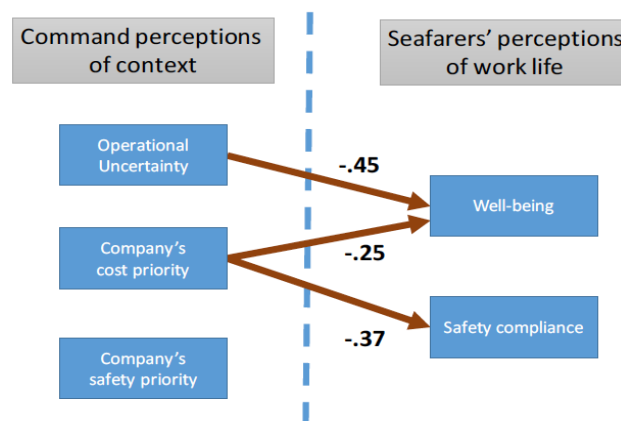 Command perceptions
of context
Seafarers' perceptions
of work life
Operational
Uncertainty
-.45
Well-being
Company's
cost priority
-.25
Safety compliance
-.37
Company's
safety priority